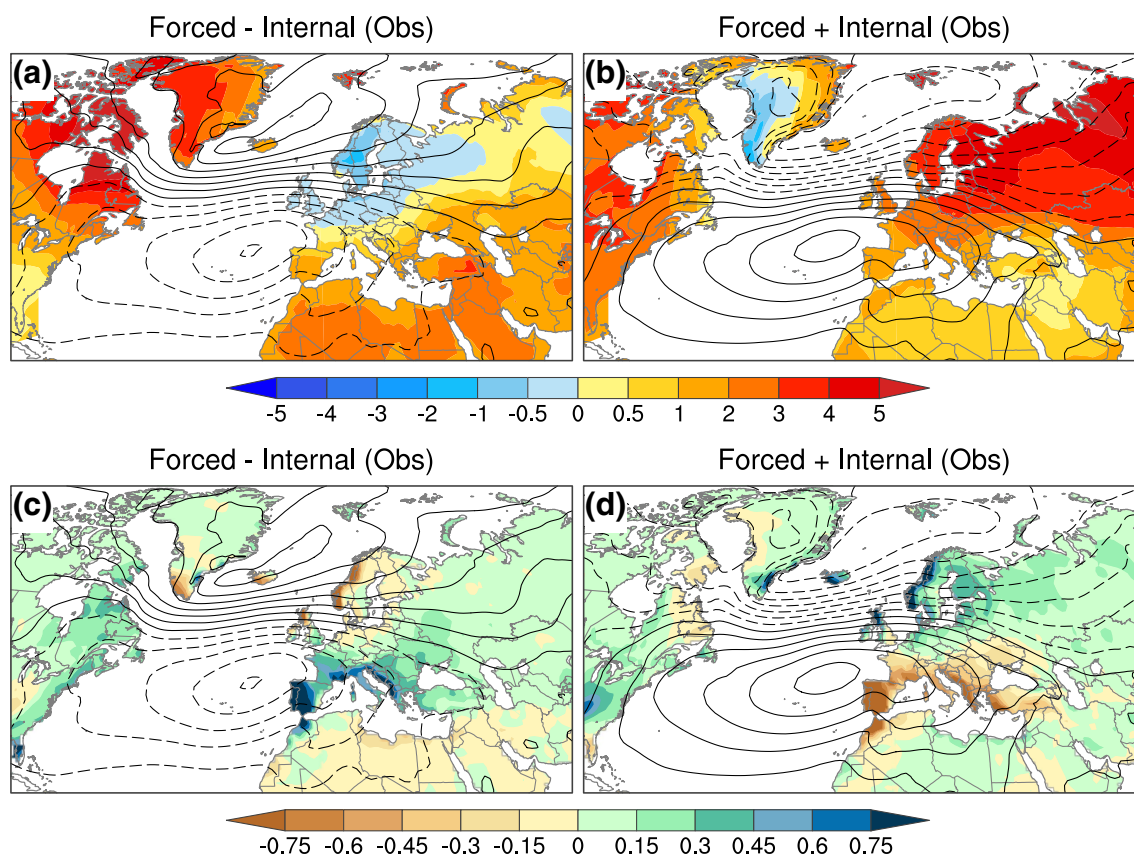 Forced - Internal (Obs)
Forced + Internal (Obs)
(a)
(b)
-5 -4 -3 -2 -1 -0.5 0 0.5 1 2 3 4 5
Forced - Internal (Obs)
Forced + Internal (Obs)
(c)
(d)
-0.75 -0.6 -0.45 -0.3 -0.15 0 0.15 0.3 0.45 0.6 0.75